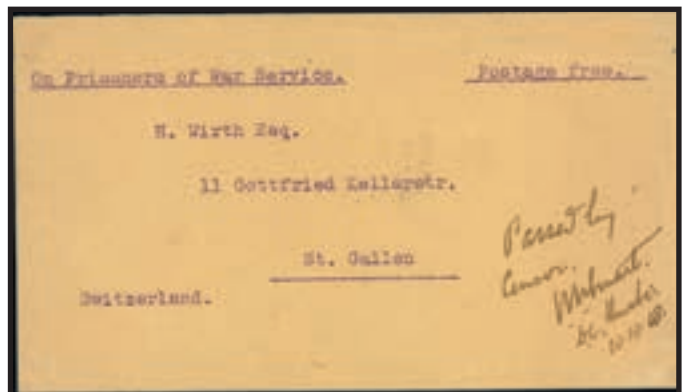 On Prisoners of War Service.
Postage free.
H. Wirth Esq.
11 Gottfried Kellerstr.
St. Gallen
Switzerland.
Passed by
Censor.